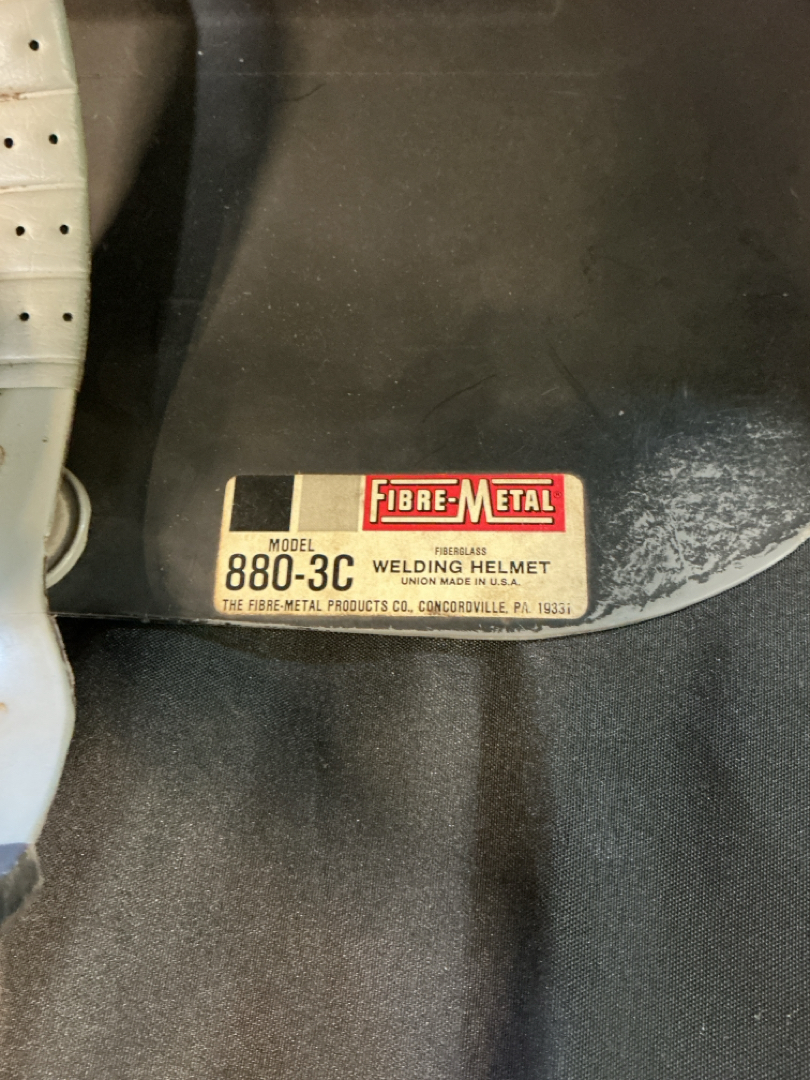 FIBRE-METAL®
MODEL
880-3C
FIBERGLASS
WELDING HELMET
UNION MADE IN U.S.A.
THE FIBRE-METAL PRODUCTS CO., CONCORDVILLE, PA. 19331